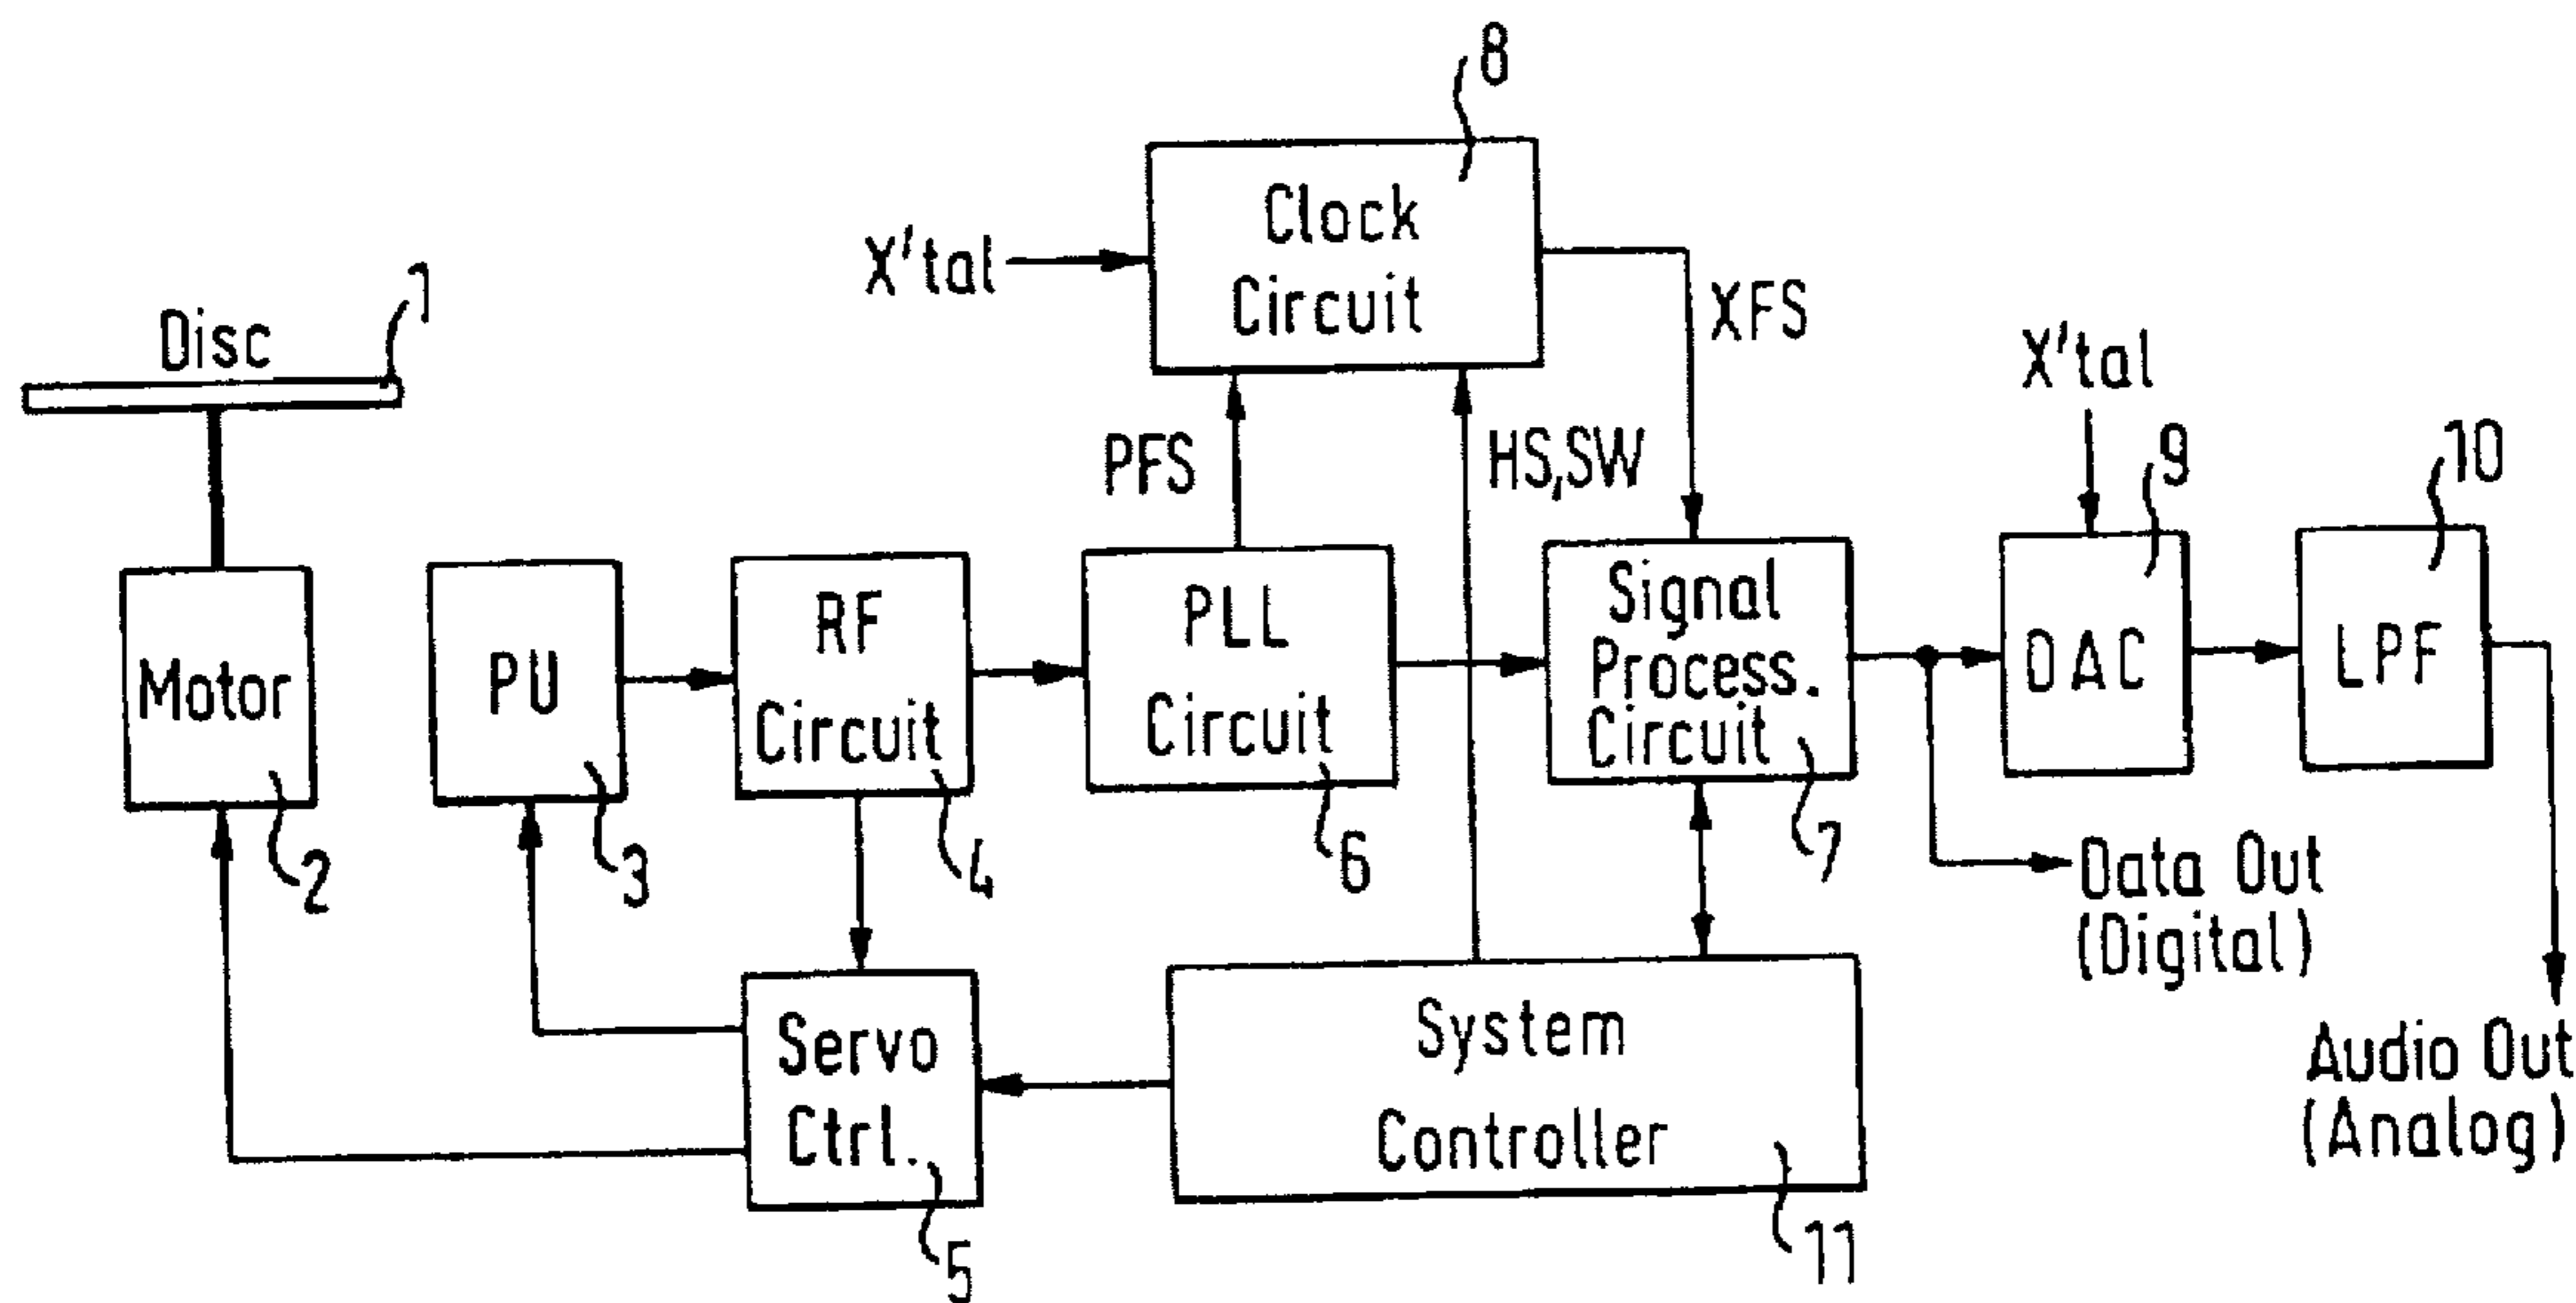 8
Clock
Circuit
X'tal
XFS
Disc
1
X'tal
PFS
HS,SW
9
10
Motor
2
PU
3
RF
Circuit
4
PLL
Circuit
6
Signal
Process.
Circuit
7
DAC
LPF
Data Out
(Digital)
Servo
Ctrl.
5
System
Controller
11
Audio Out
(Analog)